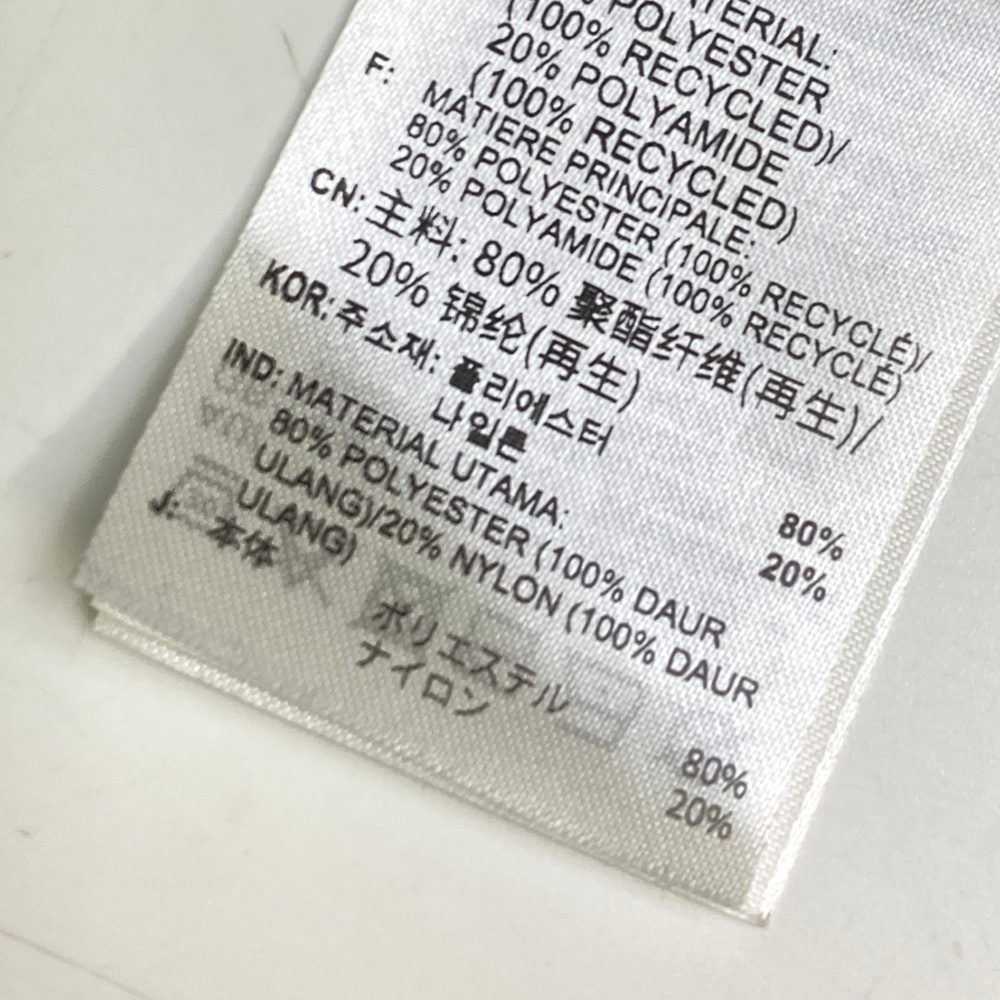 MATERIAL:
80% POLYESTER
(100% RECYCLED)/
20% POLYAMIDE
(100% RECYCLED)
F: MATIERE PRINCIPALE:
80% POLYESTER (100% RECYCLÉ)/
20% POLYAMIDE (100% RECYCLÉ)
CN: 主料: 80% 聚酯纤维(再生)/
20% 锦纶(再生)
KOR: 주소재: 폴리에스터 80%
나일론 20%
IND: MATERIAL UTAMA:
80% POLYESTER (100% DAUR
ULANG)/20% NYLON (100% DAUR
ULANG)
J: 本体
ポリエステル 80%
ナイロン 20%